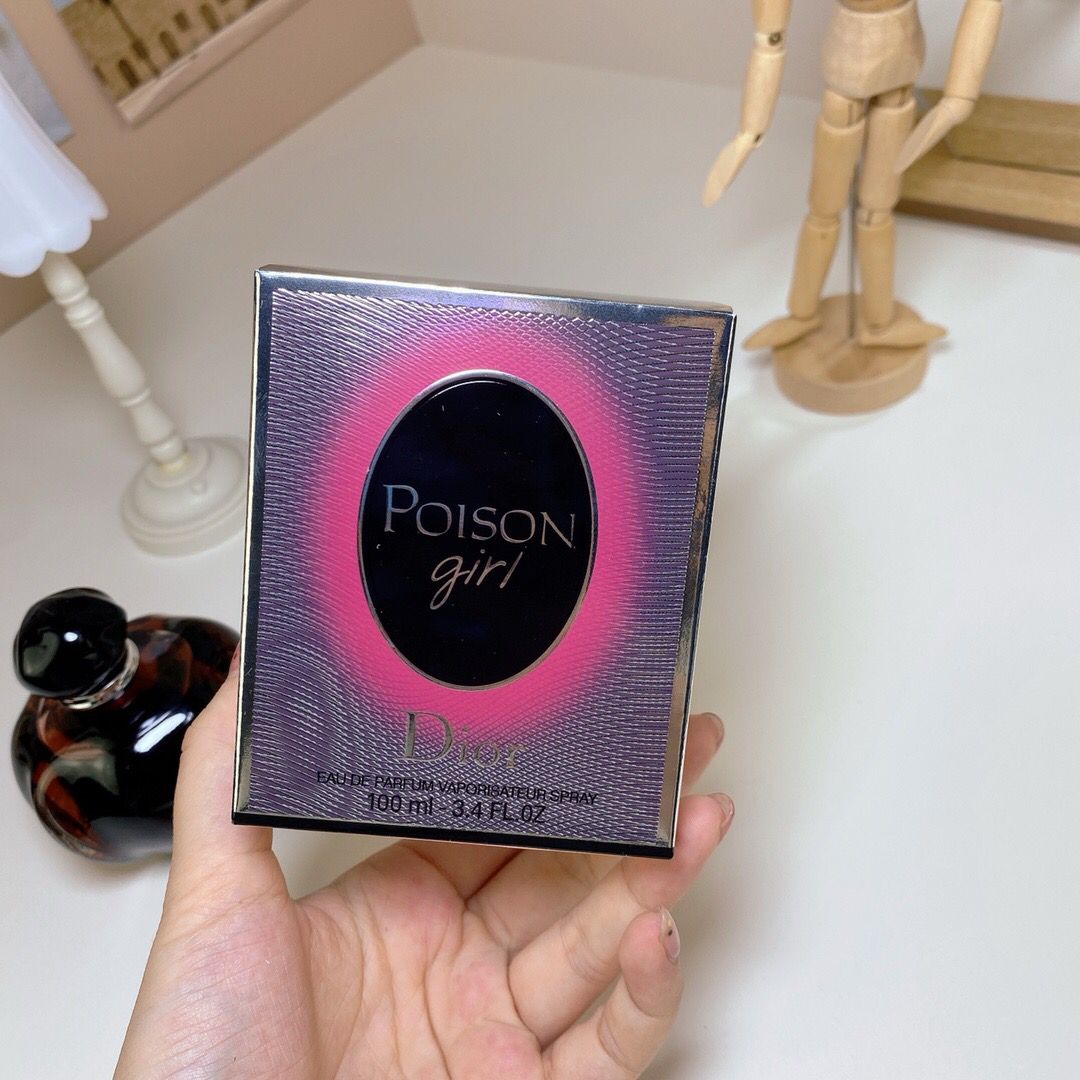 POISON
girl
Dior
EAU DE PARFUM VAPORISATEUR SPRAY
100 ml - 3.4 FL.OZ